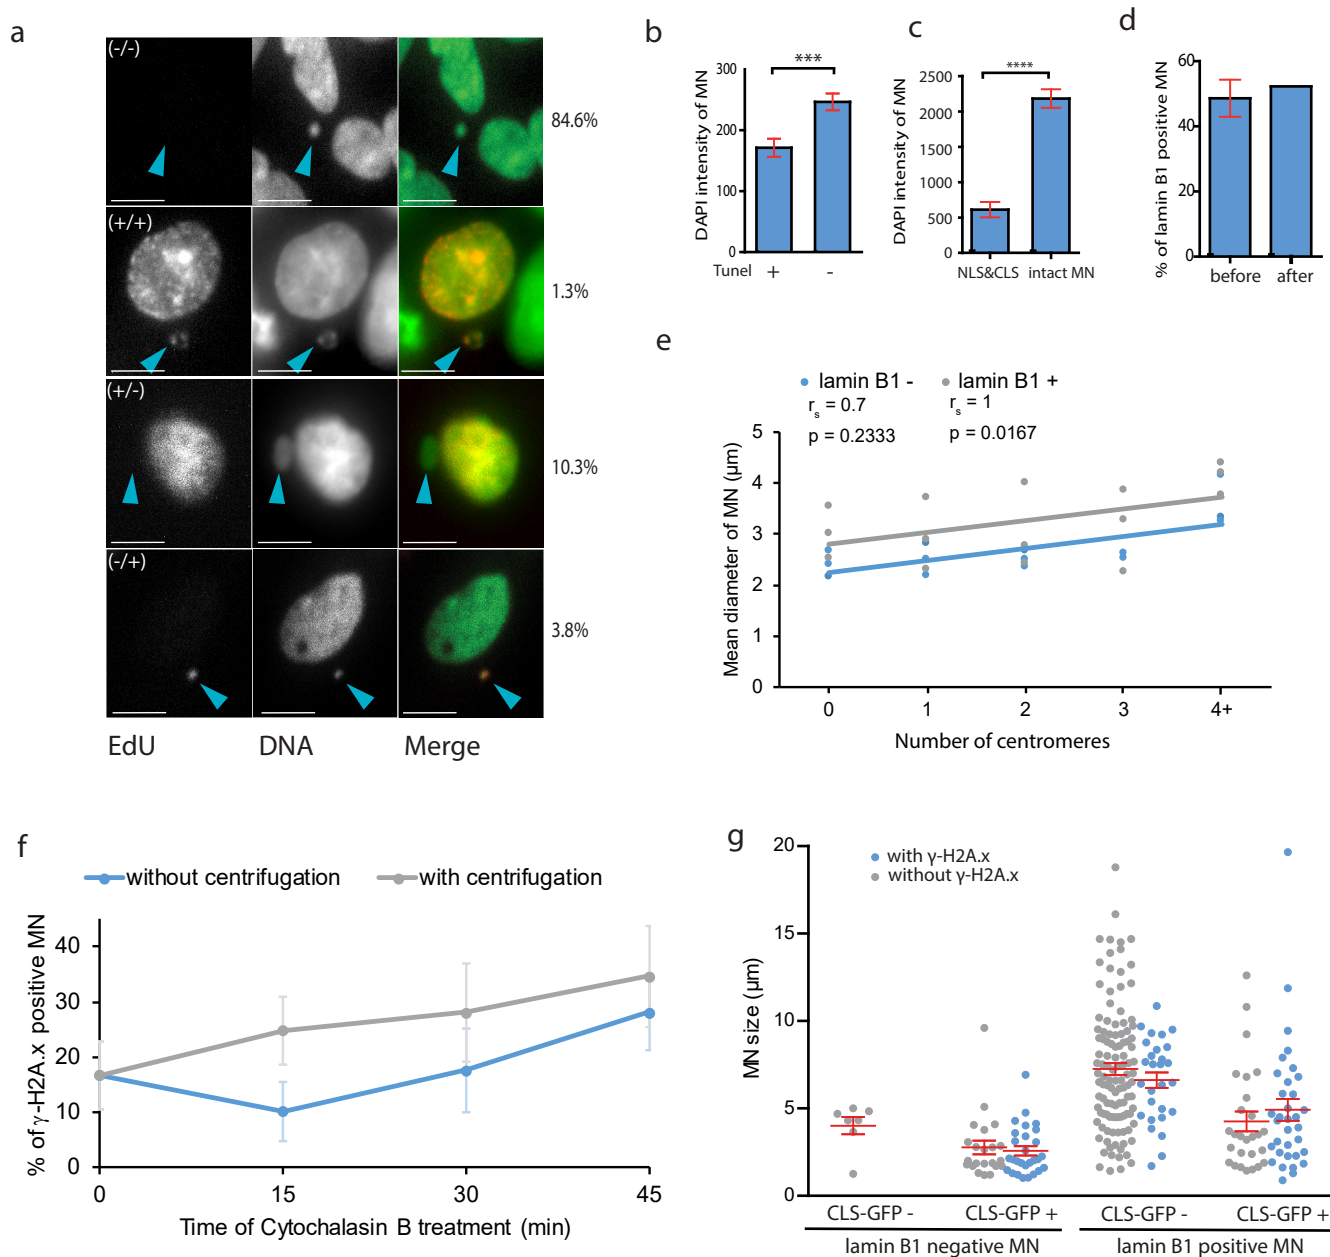 a
(-/-)
84.6%
(+/+)
1.3%
(+/-)
10.3%
(-/+)
3.8%
EdU DNA Merge
b
***
DAPI intensity of MN
300
200
100
0
Tunel + -
c
****
DAPI intensity of MN
2500
2000
1500
1000
500
0
NLS&CLS intact MN
d
% of lamin B1 positive MN
60
40
20
0
before after
e
lamin B1 - lamin B1 +
rs = 0.7 rs = 1
p = 0.2333 p = 0.0167
Mean diameter of MN (µm)
5
4
3
2
1
0
0 1 2 3 4+
Number of centromeres
f
without centrifugation with centrifugation
% of γ-H2A.x positive MN
40
30
20
10
0
0 15 30 45
Time of Cytochalasin B treatment (min)
g
with γ-H2A.x
without γ-H2A.x
MN size (µm)
20
15
10
5
0
CLS-GFP - CLS-GFP + CLS-GFP - CLS-GFP +
lamin B1 negative MN lamin B1 positive MN